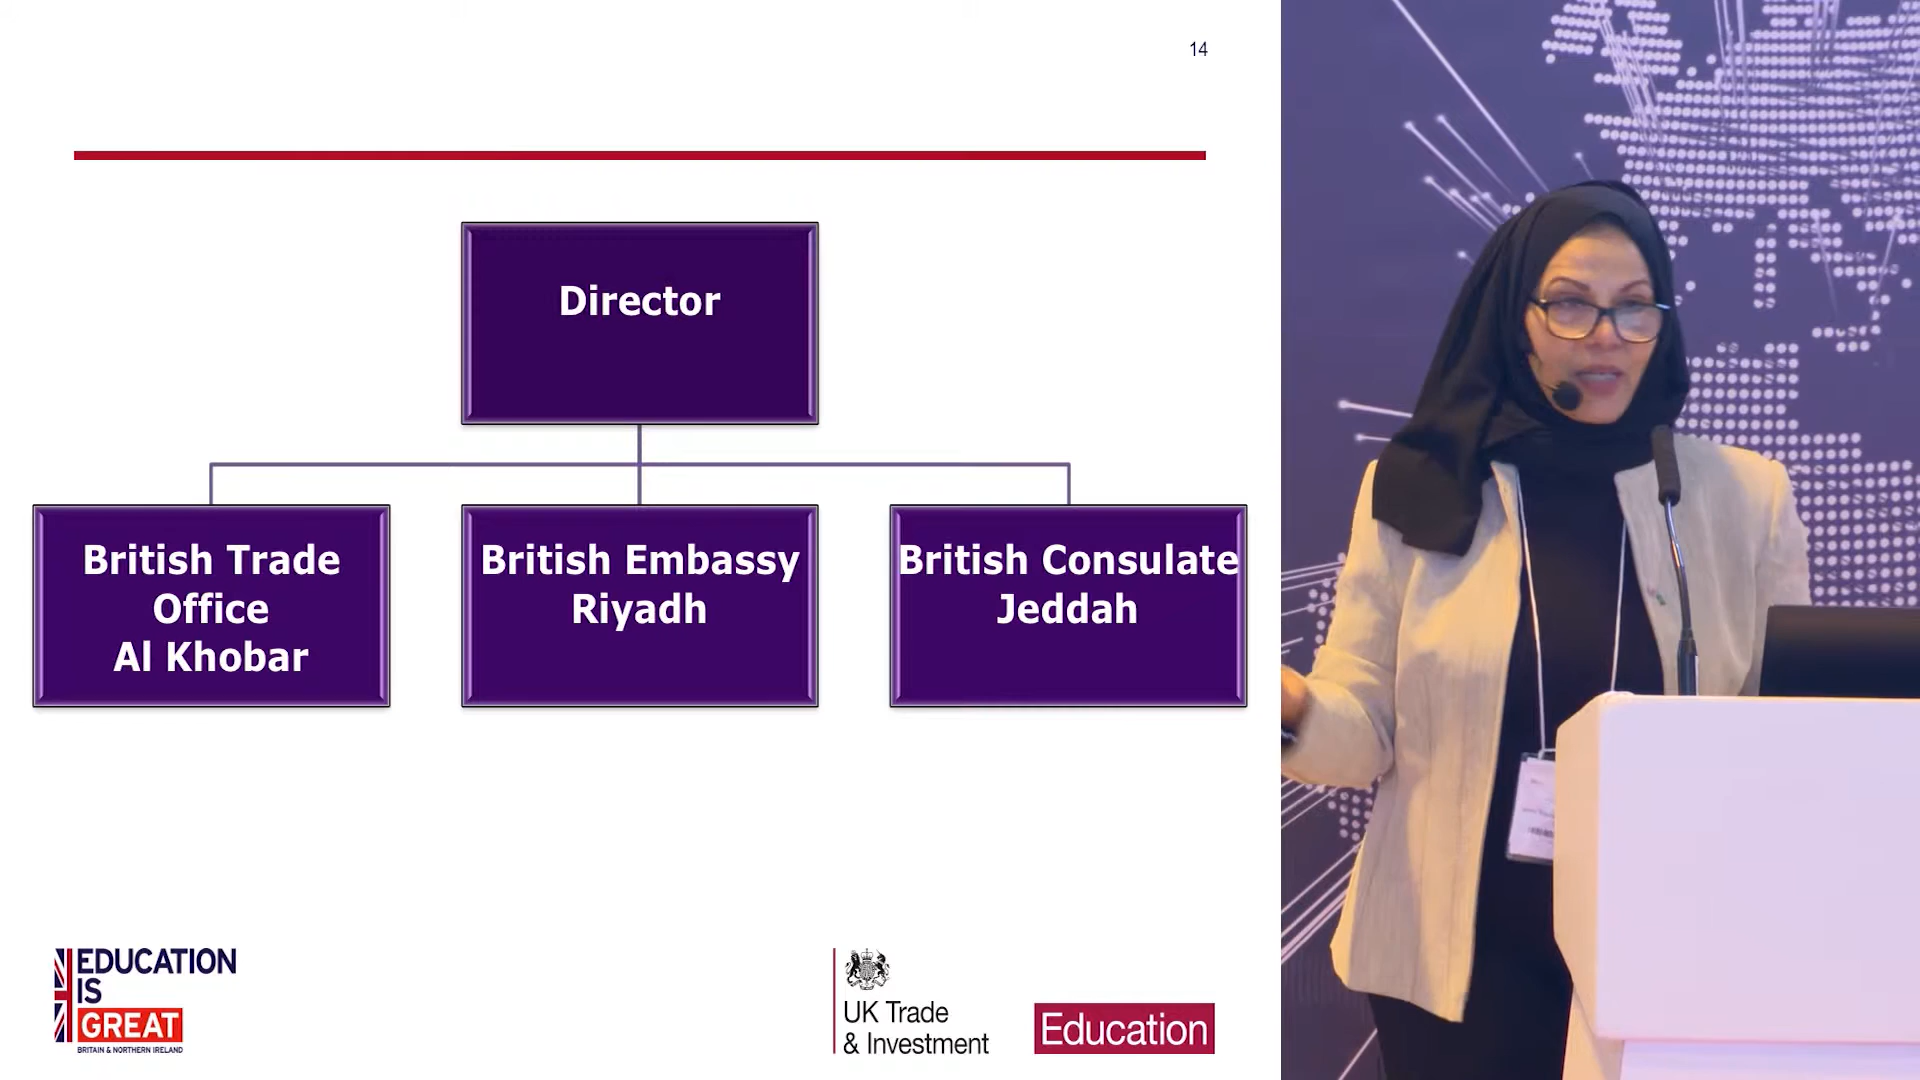 14
Director
British Trade
Office
Al Khobar
British Embassy
Riyadh
British Consulate
Jeddah
EDUCATION
IS
GREAT
BRITAIN & NORTHERN IRELAND
UK Trade
& Investment
Education